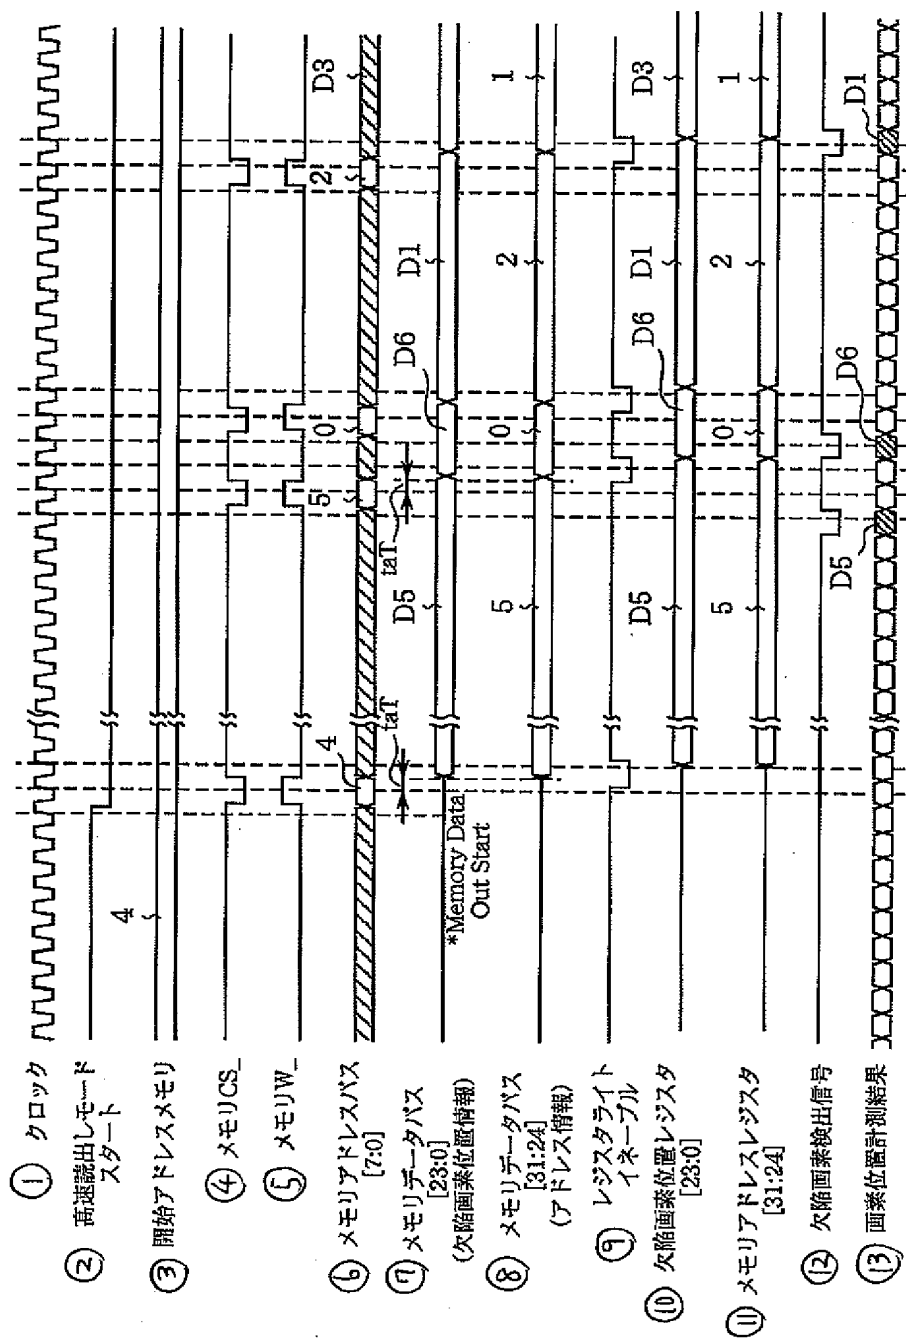 ① クロック
② 高速読出しモード
スタート
③ 開始アドレスメモリ
4
④ メモリCS_
⑤ メモリW_
⑥ メモリアドレスバス
[7:0]
4
5
0
2
D3
taT
taT
⑦ メモリデータバス
[23:0]
(欠陥画素位置情報)
*Memory Data
Out Start
D5
D6
D1
⑧ メモリデータバス
[31:24]
(アドレス情報)
5
0
2
1
⑨ レジスタライト
イネーブル
⑩ 欠陥画素位置レジスタ
[23:0]
D5
D6
D1
D3
⑪ メモリアドレスレジスタ
[31:24]
5
0
2
1
⑫ 欠陥画素検出信号
⑬ 画素位置計測結果
D5
D6
D1